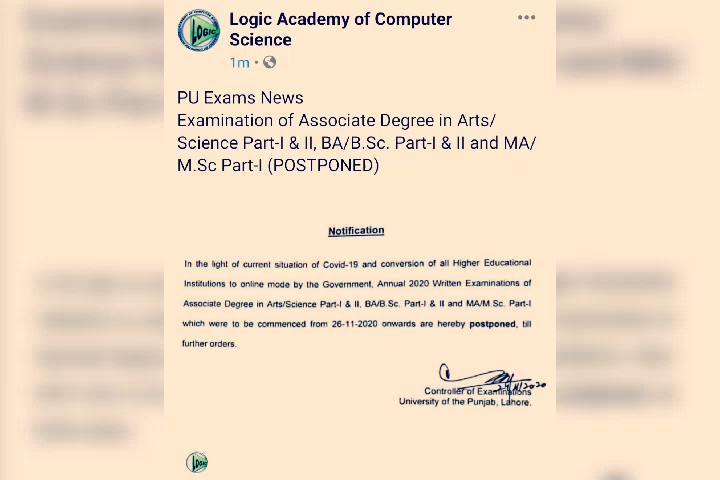 Logic Academy of Computer
Science
1m
PU Exams News
Examination of Associate Degree in Arts/
Science Part-I & II, BA/B.Sc. Part-I & II and MA/
M.Sc Part-I (POSTPONED)
Notification
In the light of current situation of Covid-19 and conversion of all Higher Educational
Institutions to online mode by the Government, Annual 2020 Written Examinations of
Associate Degree in Arts/Science Part-I & II, BA/B.Sc. Part-I & II and MA/M.Sc. Part-I
which were to be commenced from 26-11-2020 onwards are hereby postponed, till
further orders.
Controller of Examinations
University of the Punjab, Lahore.
LOGIC